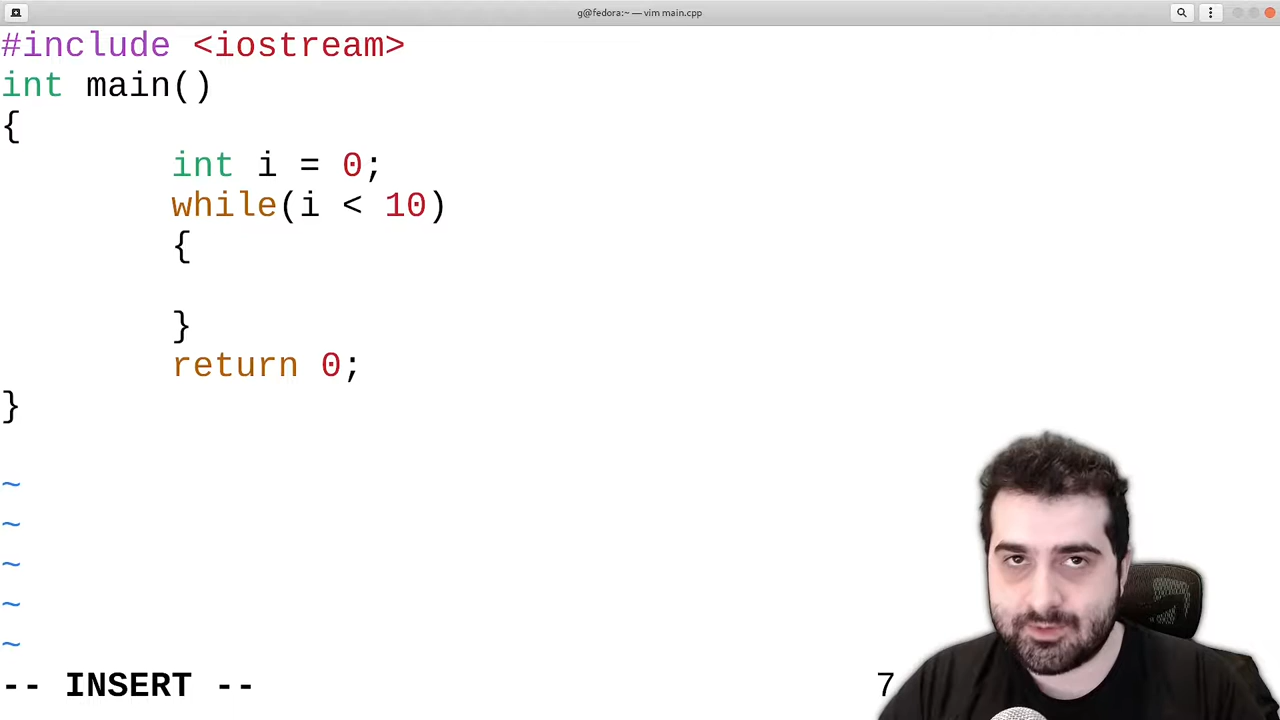 g@fedora:~ — vim main.cpp
#include <iostream>
int main()
{
        int i = 0;
        while(i < 10)
        {

        }
        return 0;
}

~
~
~
~
~
-- INSERT --                              7